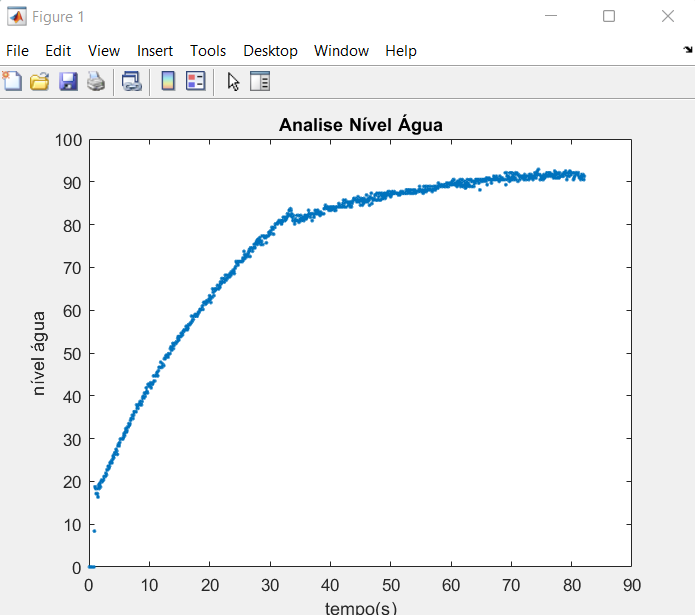 Figure 1
File Edit View Insert Tools Desktop Window Help
Analise Nível Água
100
90
80
70
60
50
40
30
20
10
0
nível água
0 10 20 30 40 50 60 70 80 90
tempo(s)